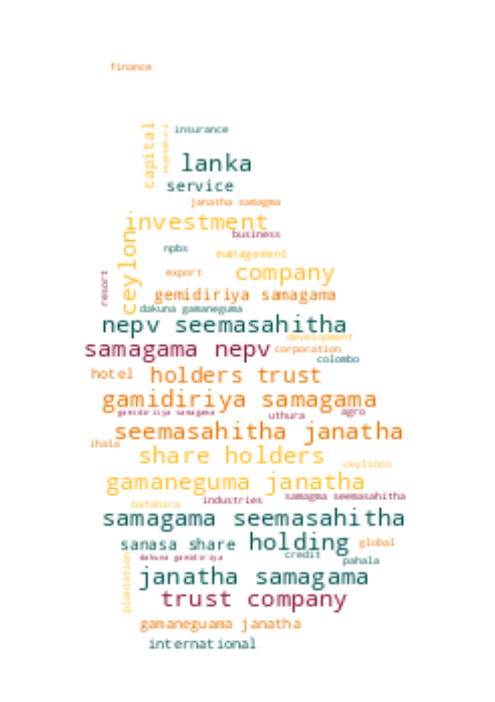 finance
insurance
capital
lanka
service
janatha samagma
investment
business
ceylon
npbs
management
export
company
resort
gemidiriya samagama
dakuna gamaneguma
nepv seemasahitha
development
samagama nepv
corporation
colombo
hotel
holders trust
gamidiriya samagama
gamidiriiya samagama
uthura
agro
seemasahitha janatha
ihala
share holders
ceylinco
gamaneguma janatha
samagma seemasahitha
batahira
industries
samagama seemasahitha
sanasa share
holding
global
credit
dakuna gamidiriya
pahala
plantation
janatha samagama
trust company
gamaneguama janatha
international